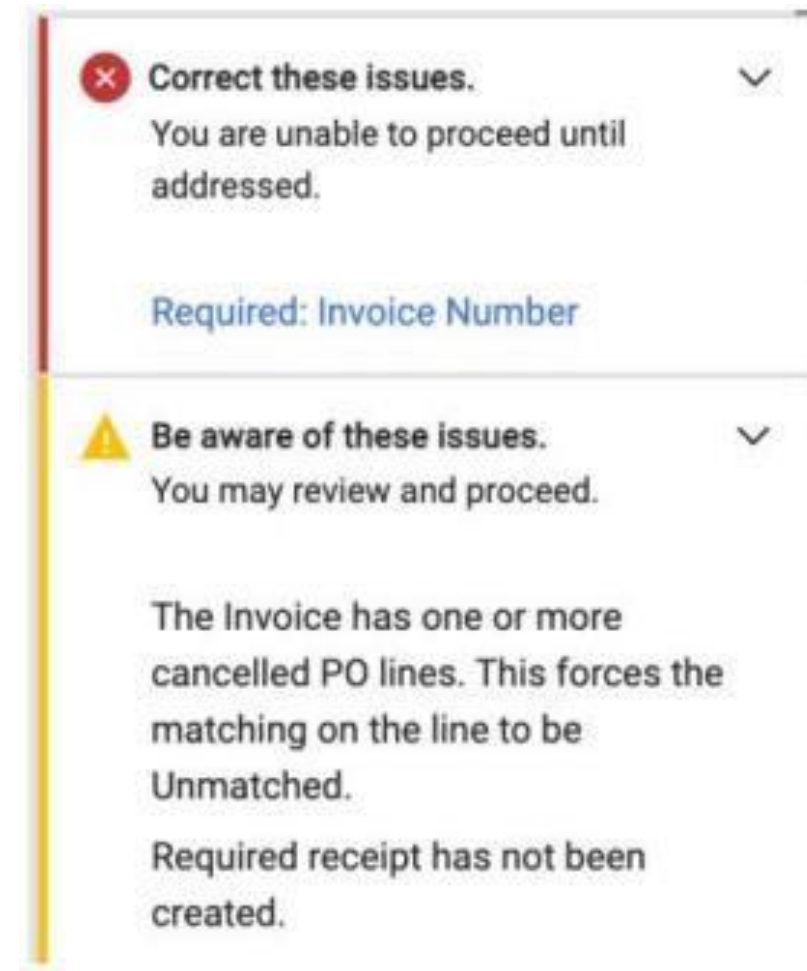 Correct these issues.
You are unable to proceed until
addressed.
Required: Invoice Number
Be aware of these issues.
You may review and proceed.
The Invoice has one or more
cancelled PO lines. This forces the
matching on the line to be
Unmatched.
Required receipt has not been
created.